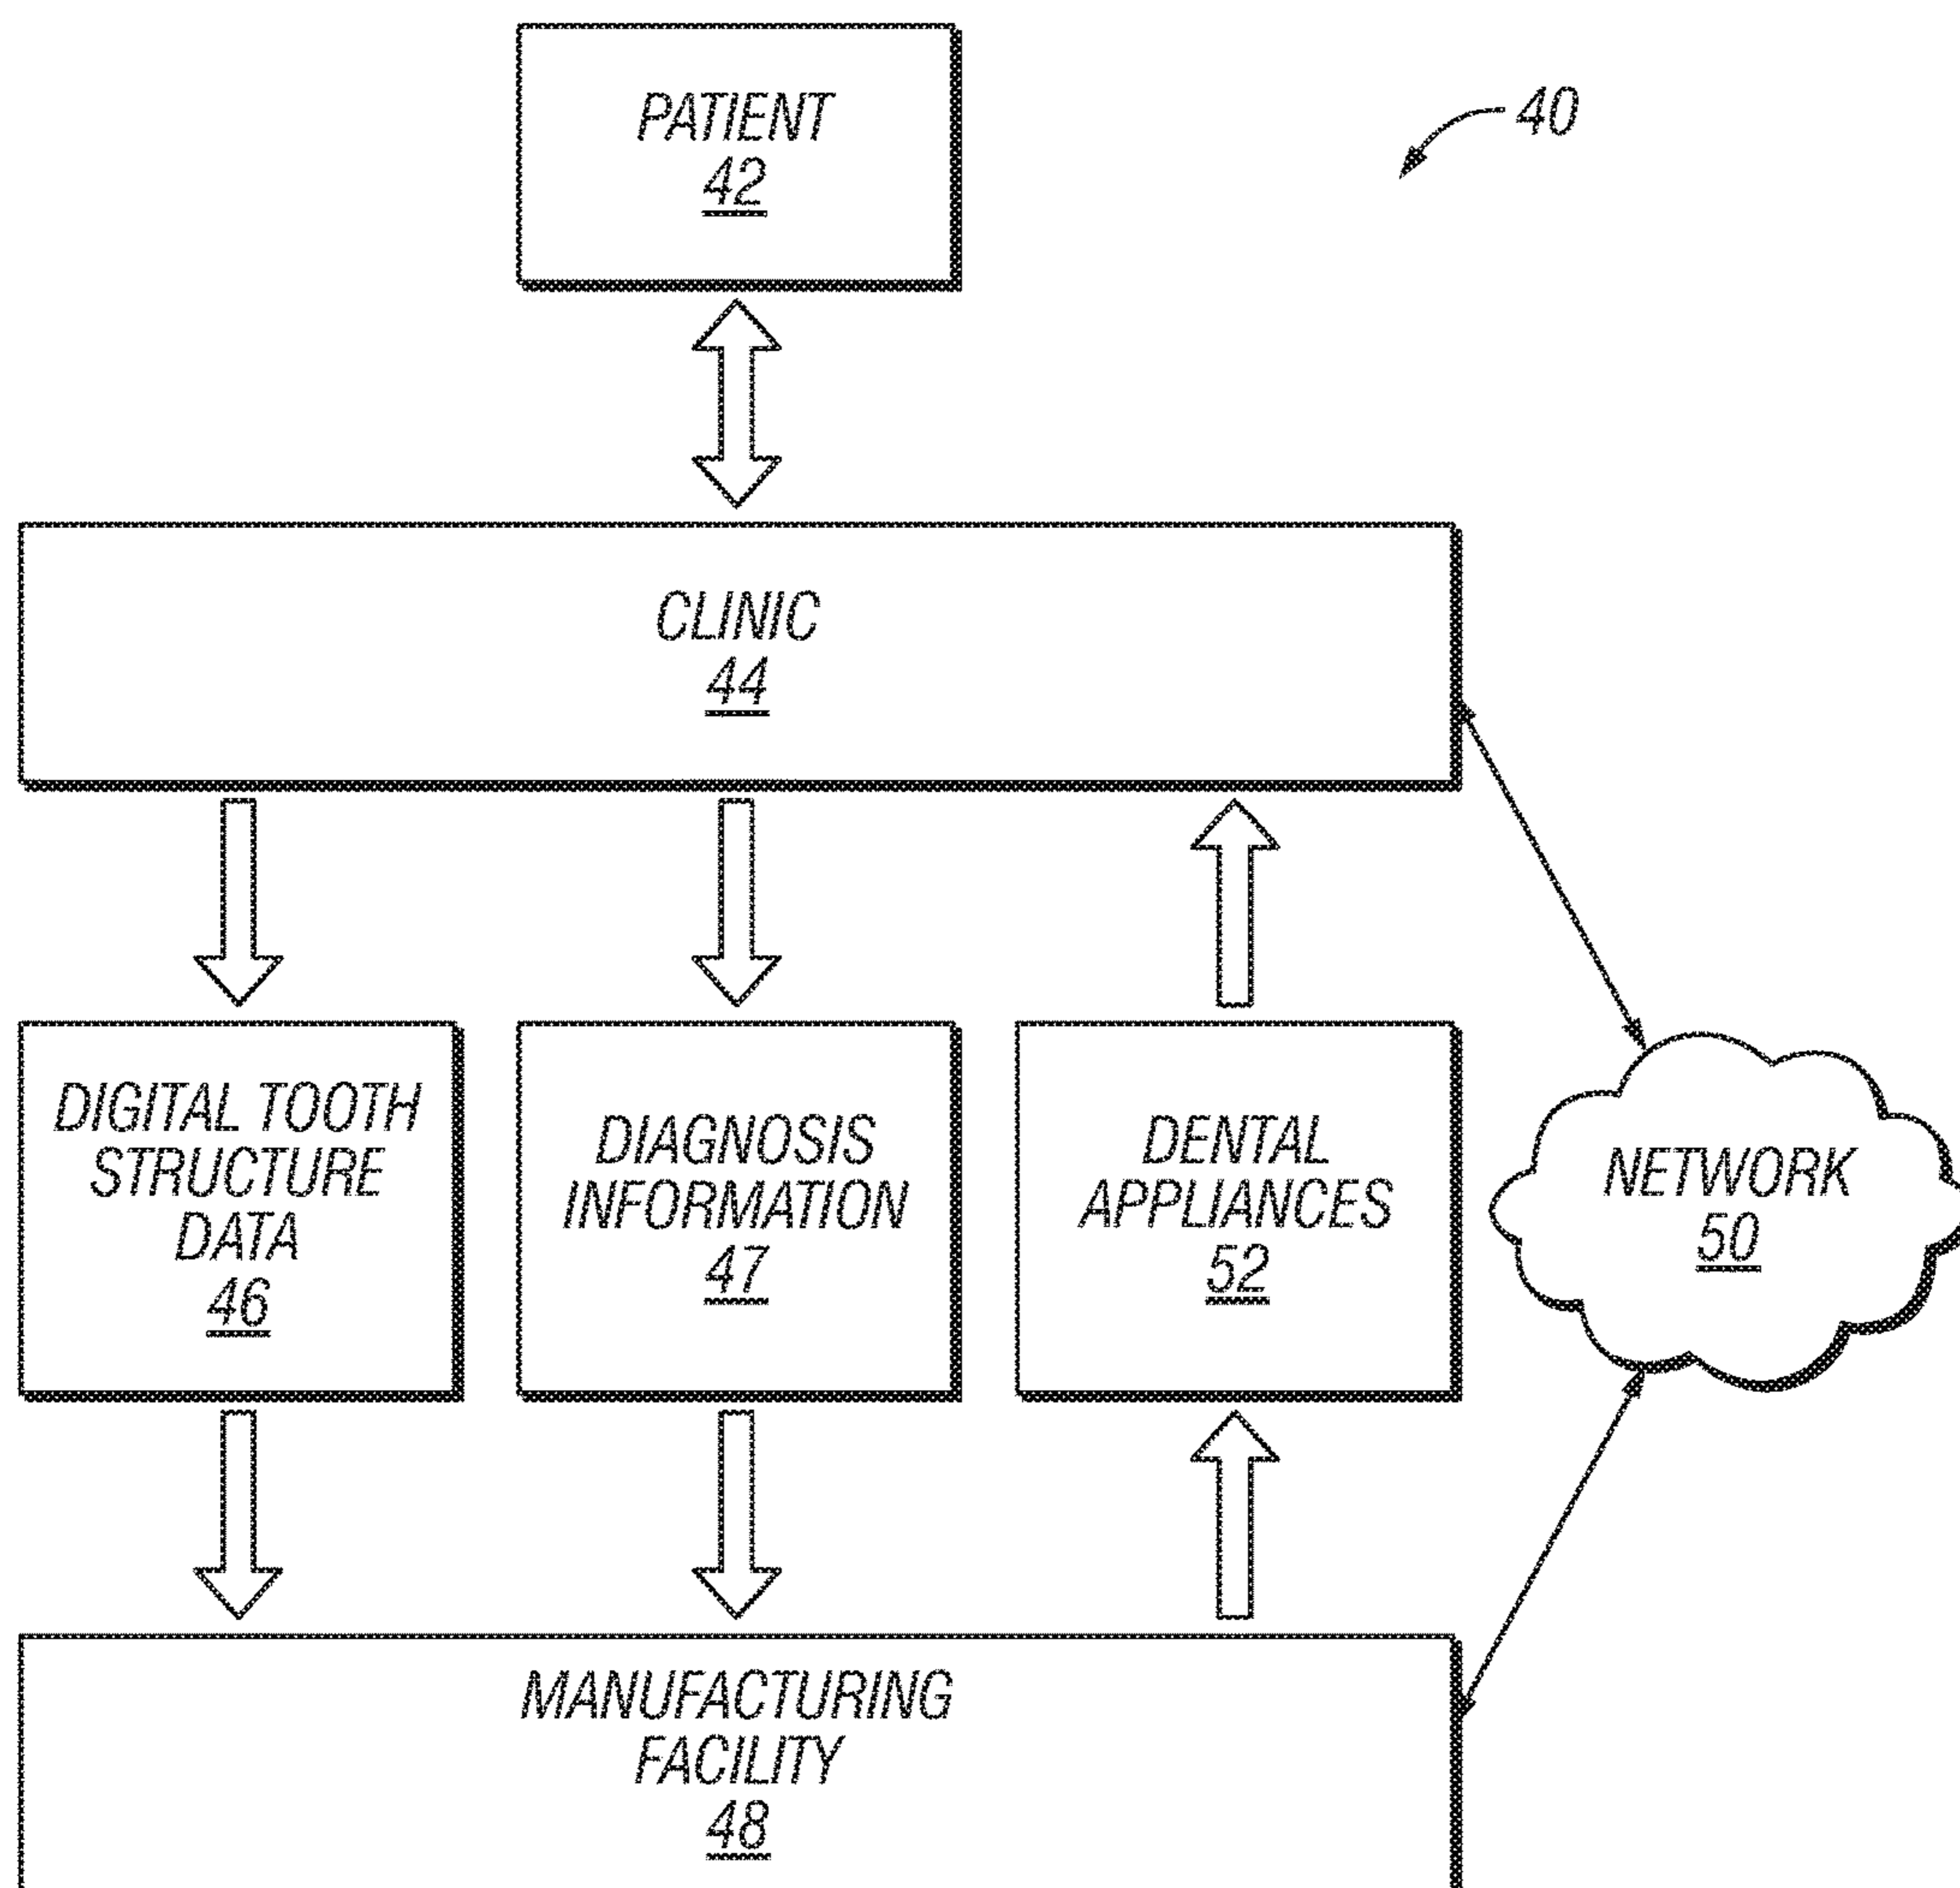 PATIENT
42
40
CLINIC
44
DIGITAL TOOTH
STRUCTURE
DATA
46
DIAGNOSIS
INFORMATION
47
DENTAL
APPLIANCES
52
NETWORK
50
MANUFACTURING
FACILITY
48